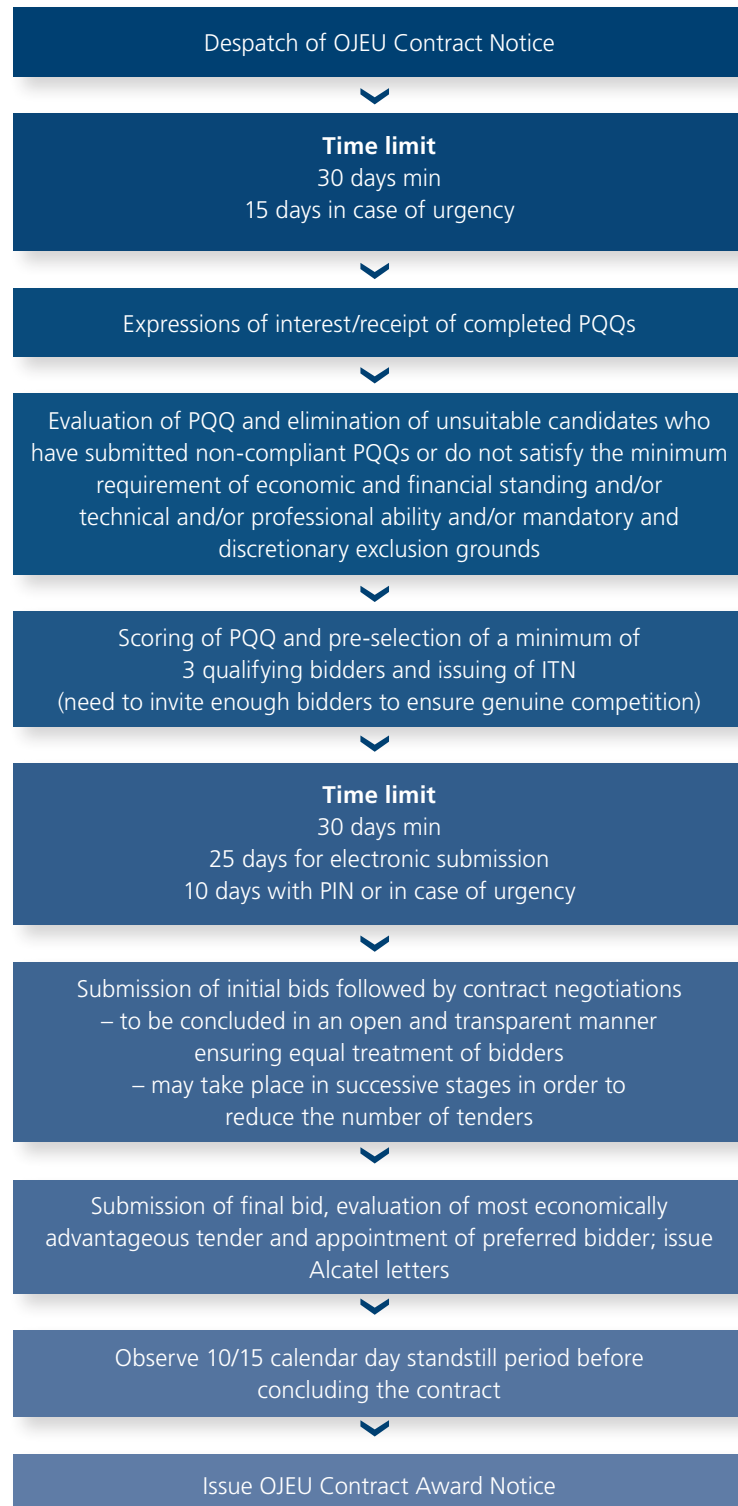 Despatch of OJEU Contract Notice
Time limit
30 days min
15 days in case of urgency
Expressions of interest/receipt of completed PQQs
Evaluation of PQQ and elimination of unsuitable candidates who
have submitted non-compliant PQQs or do not satisfy the minimum
requirement of economic and financial standing and/or
technical and/or professional ability and/or mandatory and
discretionary exclusion grounds
Scoring of PQQ and pre-selection of a minimum of
3 qualifying bidders and issuing of ITN
(need to invite enough bidders to ensure genuine competition)
Time limit
30 days min
25 days for electronic submission
10 days with PIN or in case of urgency
Submission of initial bids followed by contract negotiations
– to be concluded in an open and transparent manner
ensuring equal treatment of bidders
– may take place in successive stages in order to
reduce the number of tenders
Submission of final bid, evaluation of most economically
advantageous tender and appointment of preferred bidder; issue
Alcatel letters
Observe 10/15 calendar day standstill period before
concluding the contract
Issue OJEU Contract Award Notice